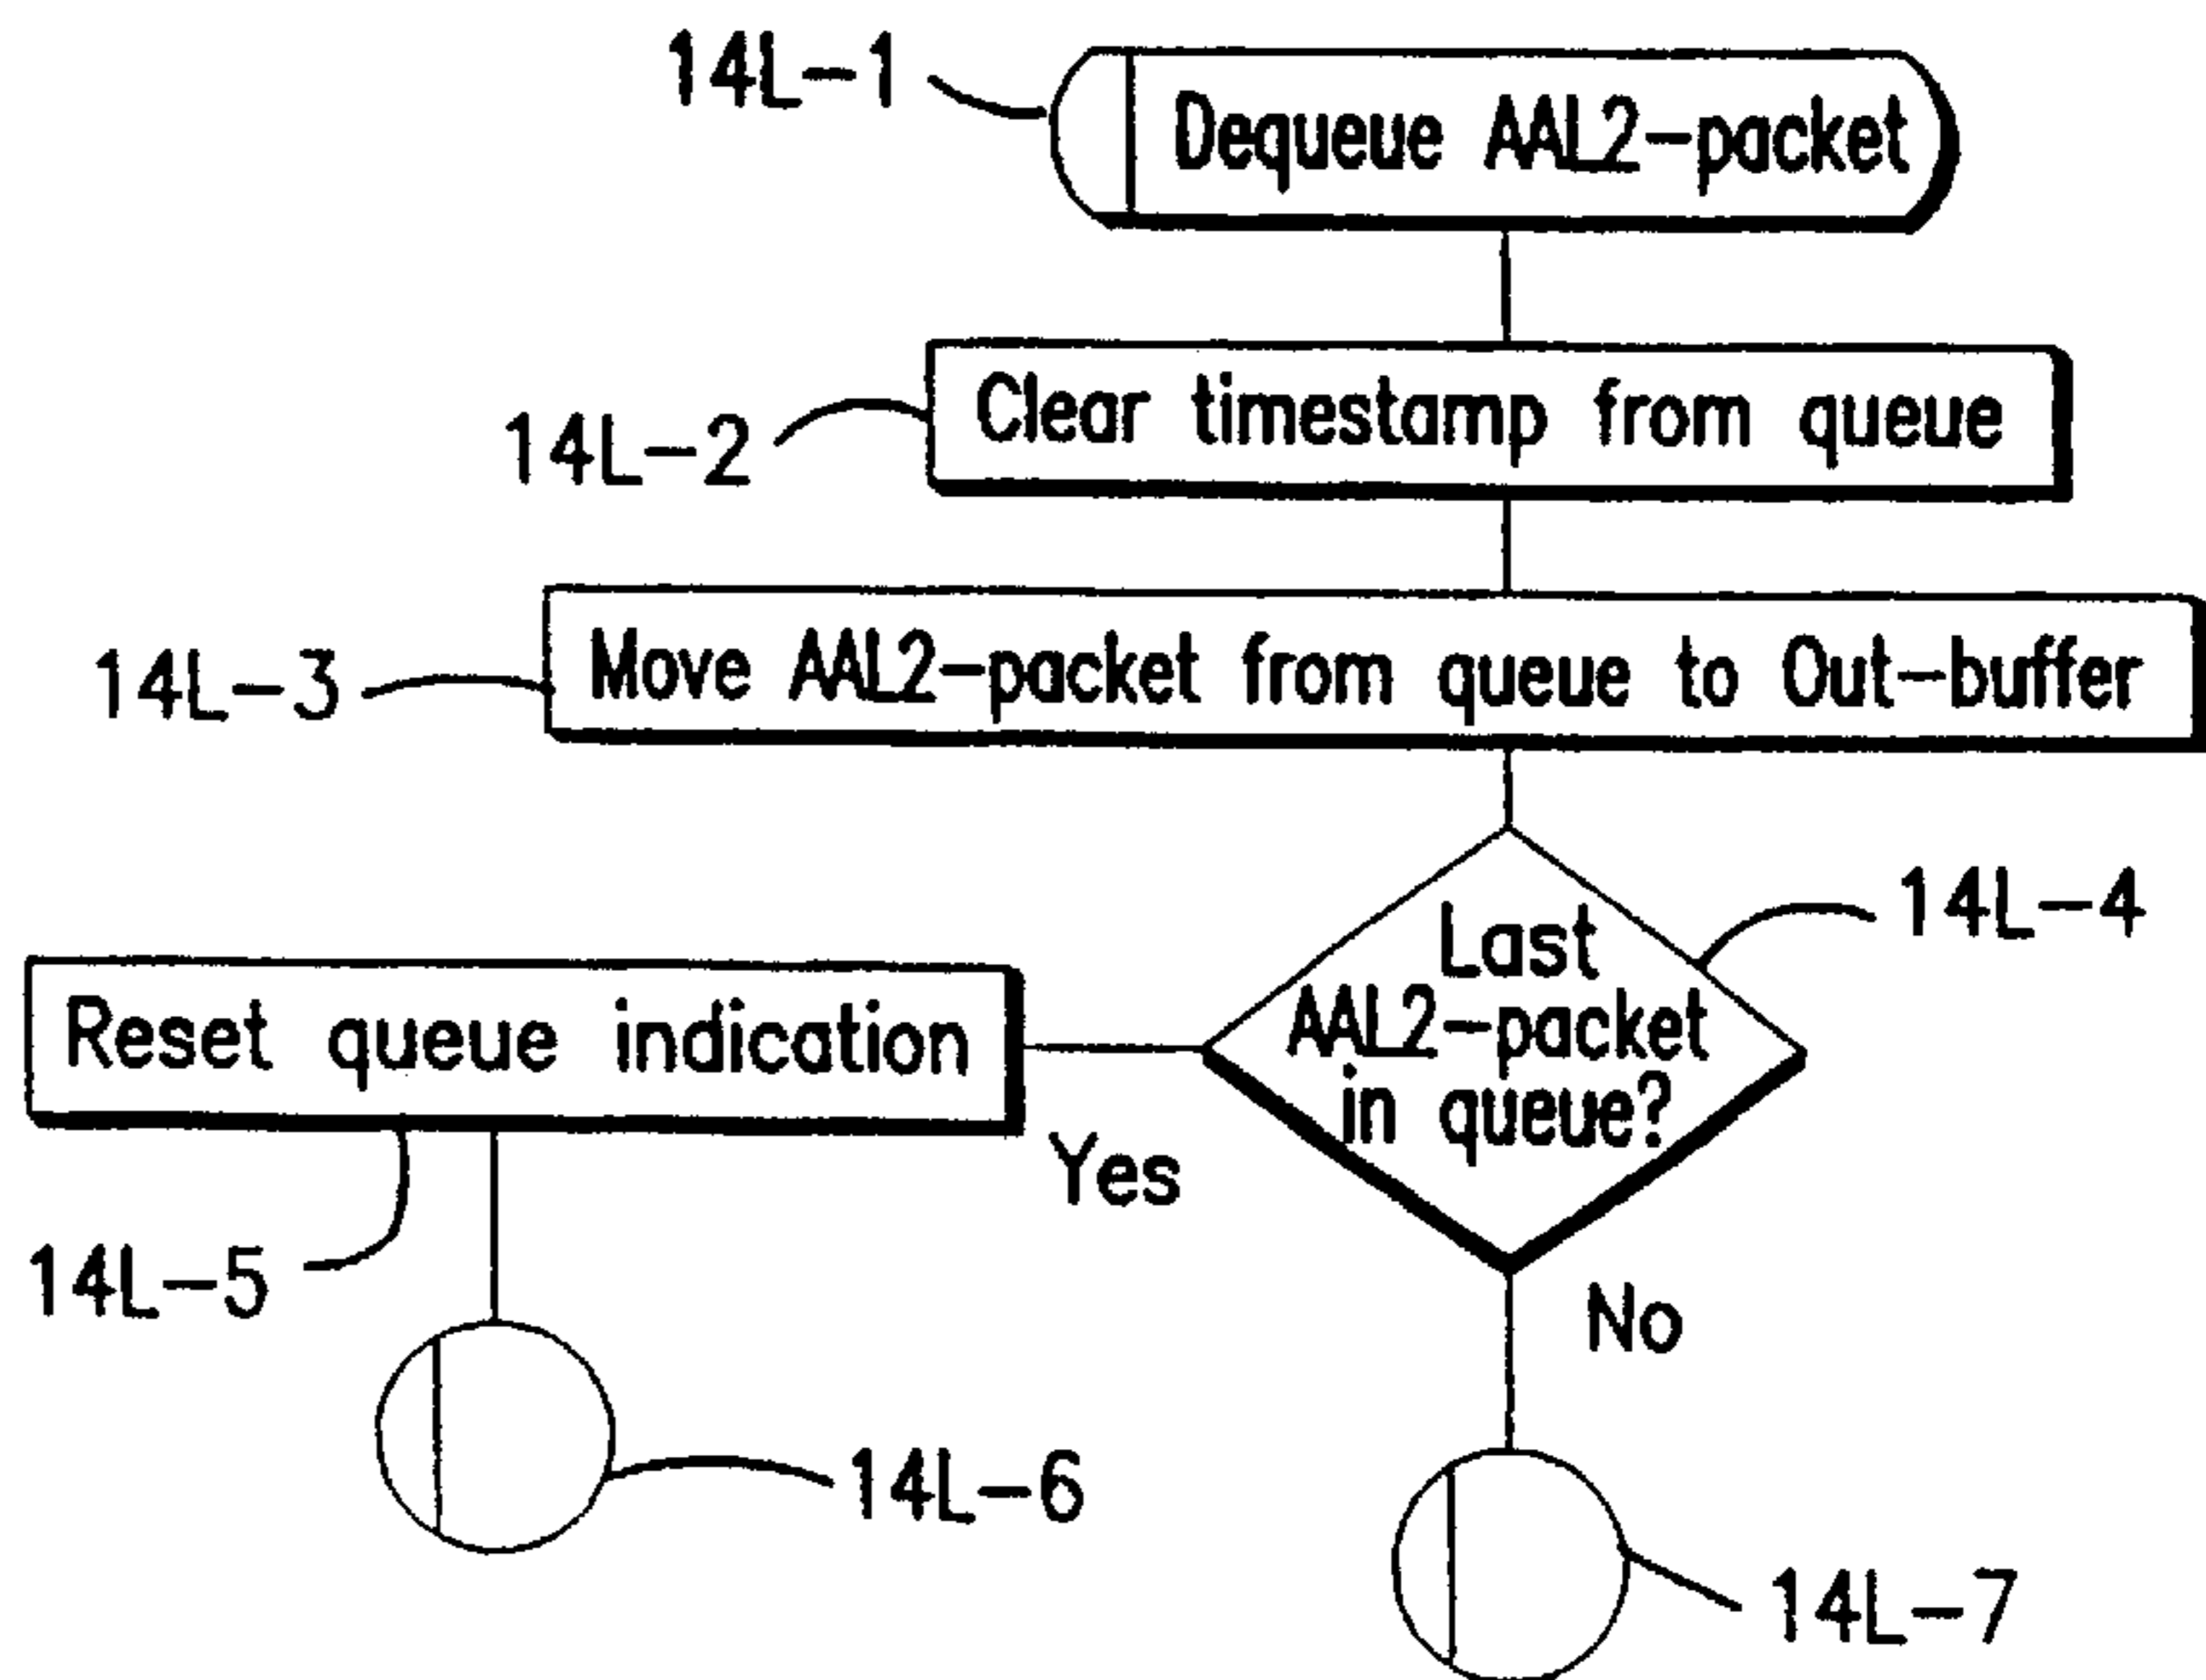 14L-1
Dequeue AAL2-packet
14L-2
Clear timestamp from queue
14L-3
Move AAL2-packet from queue to Out-buffer
14L-4
Last
AAL2-packet
in queue?
Reset queue indication
Yes
14L-5
No
14L-6
14L-7